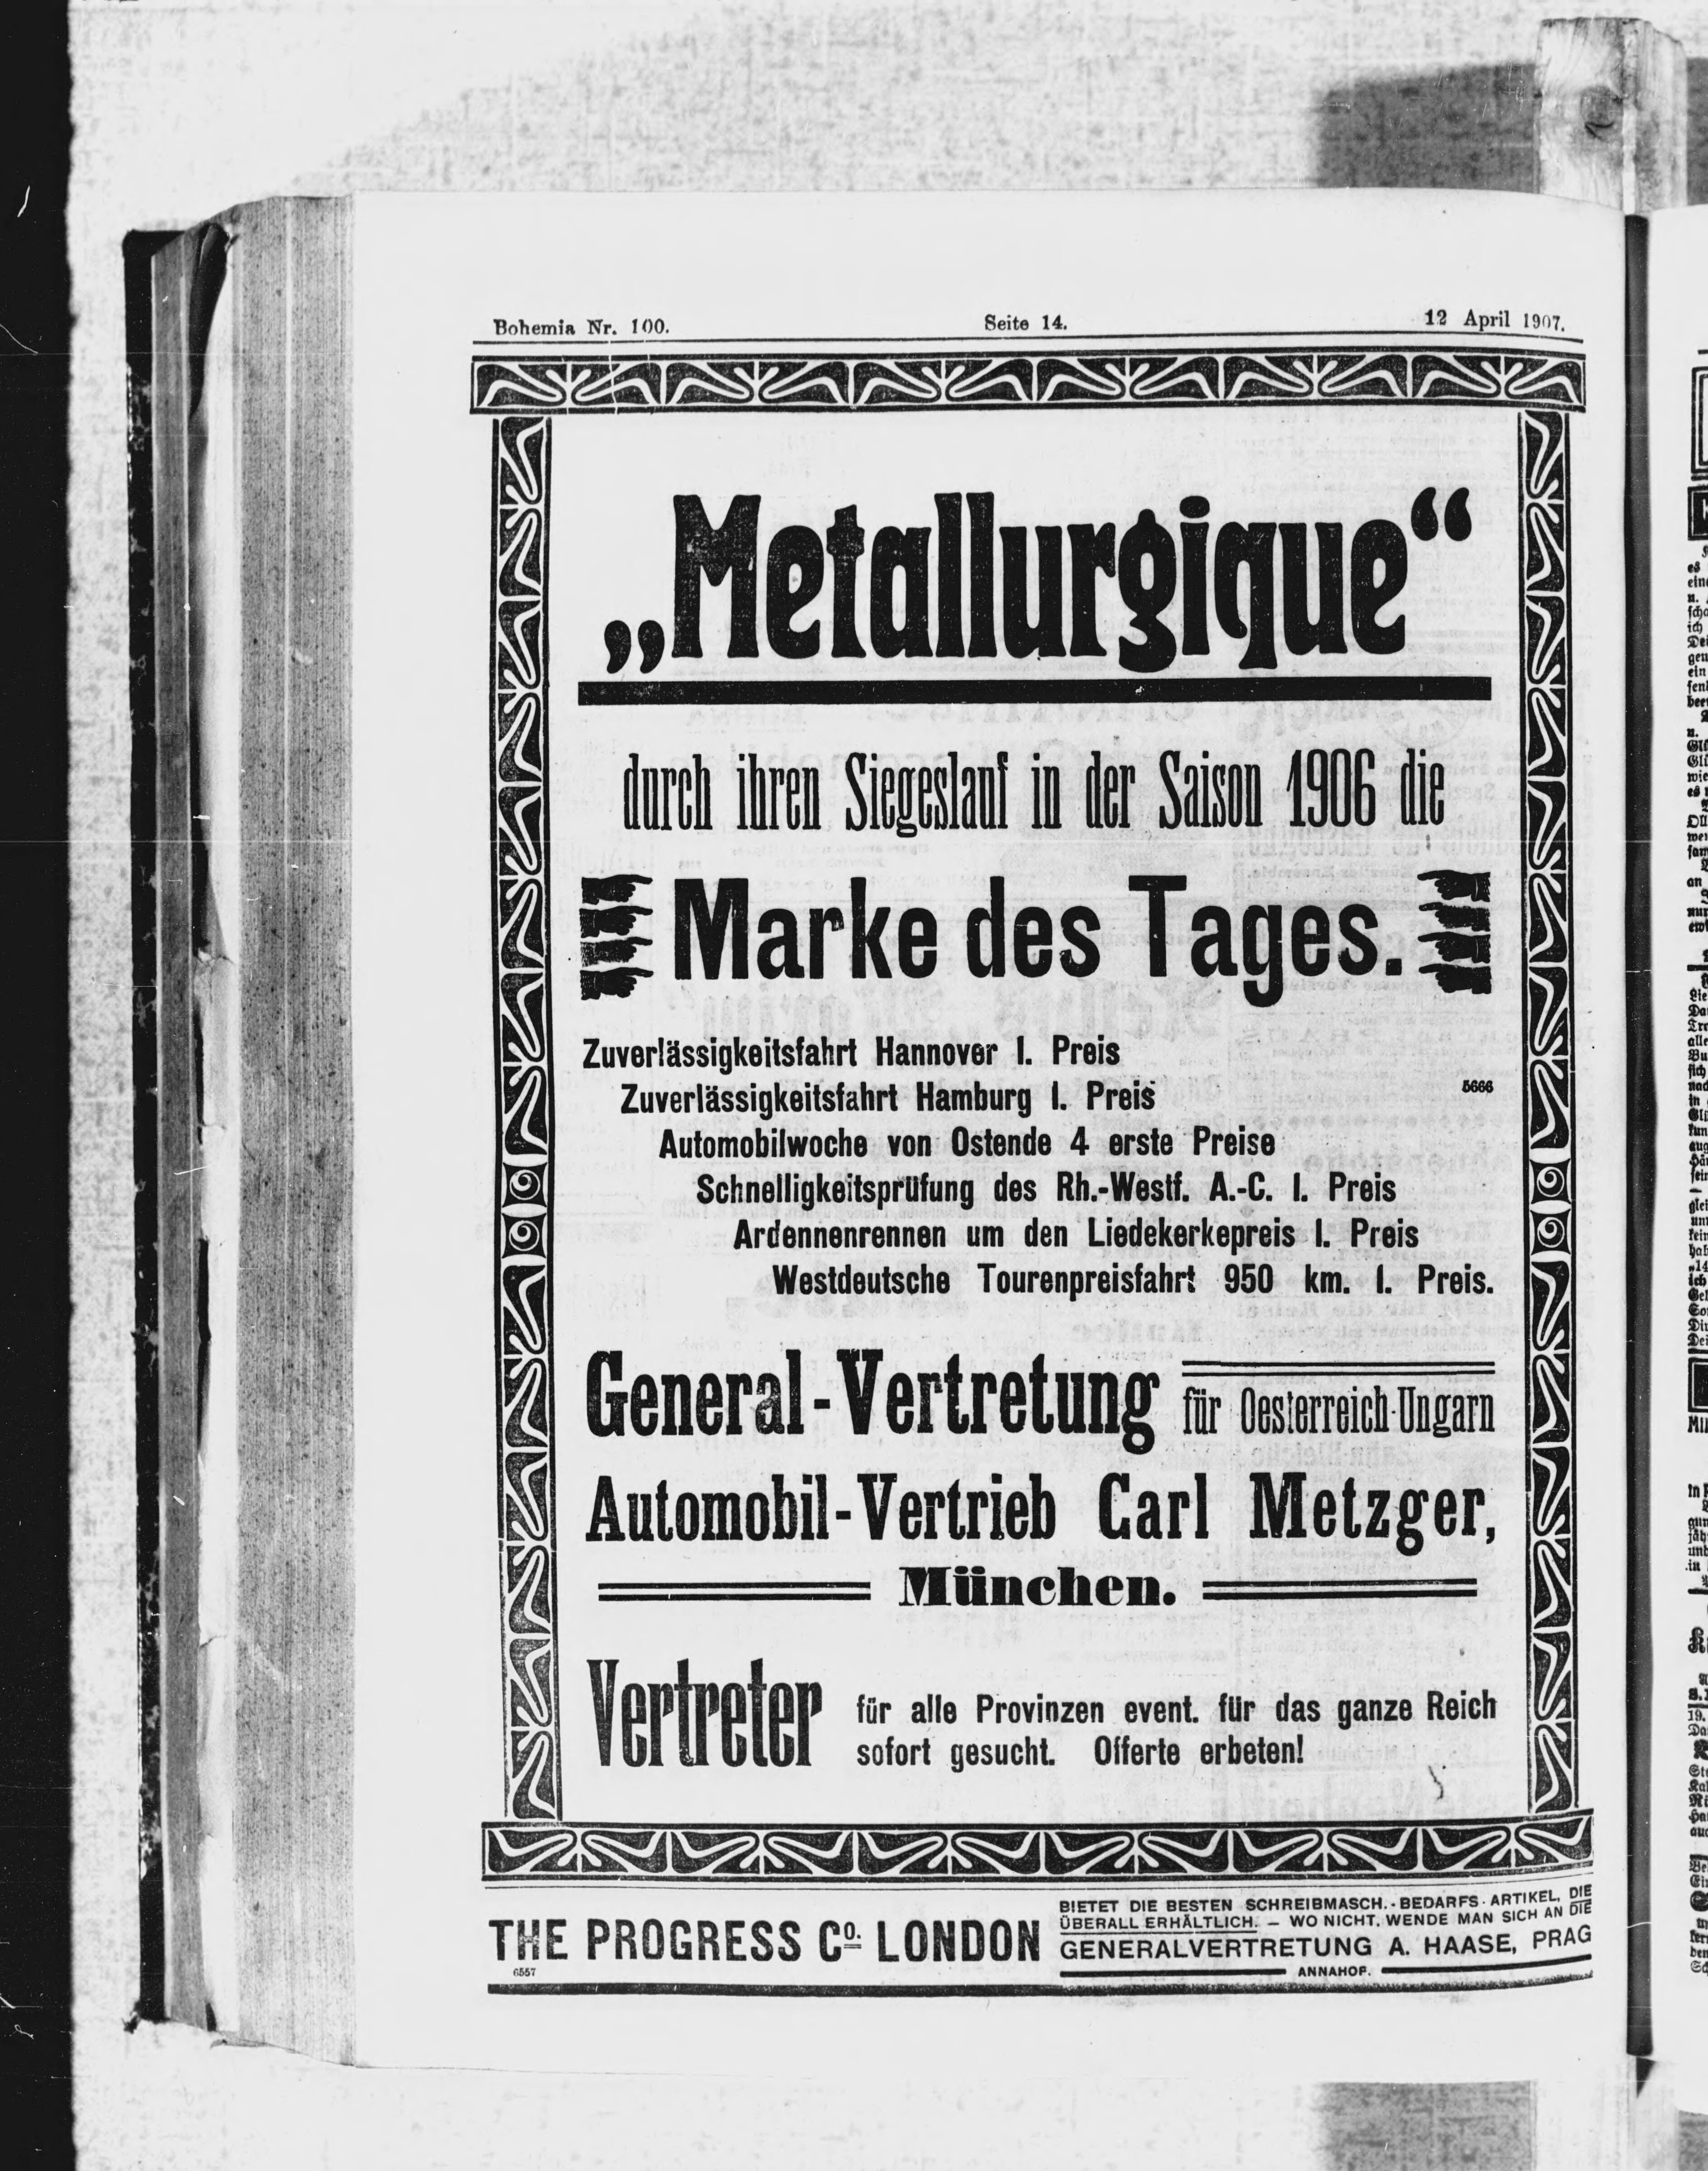 Bohemia Nr. 100.
Seite 14.
12 April 1907.
„Metallurgique“
durch ihren Siegeslauf in der Saison 1906 die
Marke des Tages.
Zuverlässigkeitsfahrt Hannover I. Preis
Zuverlässigkeitsfahrt Hamburg I. Preis
5666
Automobilwoche von Ostende 4 erste Preise
Schnelligkeitsprüfung des Rh.-Westf. A.-C. I. Preis
Ardennenrennen um den Liedekerkepreis I. Preis
Westdeutsche Tourenpreisfahrt 950 km. I. Preis.
General-Vertretung für Oesterreich-Ungarn
Automobil-Vertrieb Carl Metzger,
München.
Vertreter
für alle Provinzen event. für das ganze Reich
sofort gesucht. Offerte erbeten!
THE PROGRESS Co. LONDON
6557
BIETET DIE BESTEN SCHREIBMASCH.-BEDARFS-ARTIKEL, DIE
ÜBERALL ERHÄLTLICH. — WO NICHT, WENDE MAN SICH AN DIE
GENERALVERTRETUNG A. HAASE, PRAG
ANNAHOF.